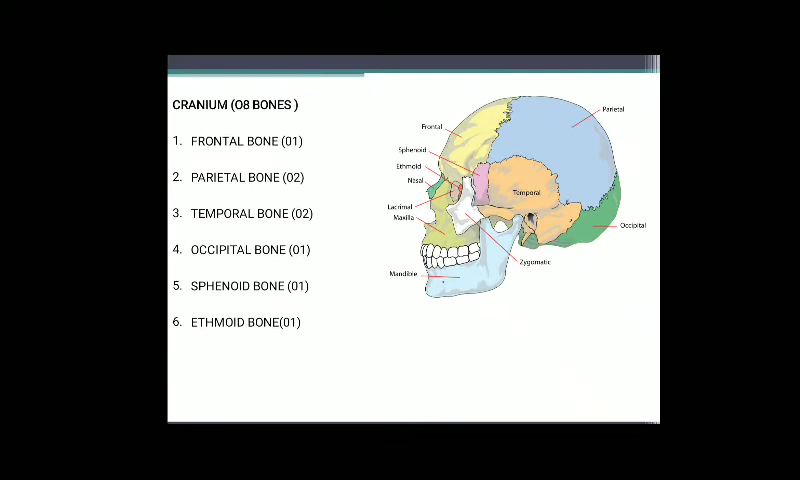 CRANIUM (O8 BONES )
1. FRONTAL BONE (01)
2. PARIETAL BONE (02)
3. TEMPORAL BONE (02)
4. OCCIPITAL BONE (01)
5. SPHENOID BONE (01)
6. ETHMOID BONE(01)
Parietal
Frontal
Sphenoid
Ethmoid
Nasal
Temporal
Lacrimal
Maxilla
Occipital
Zygomatic
Mandible